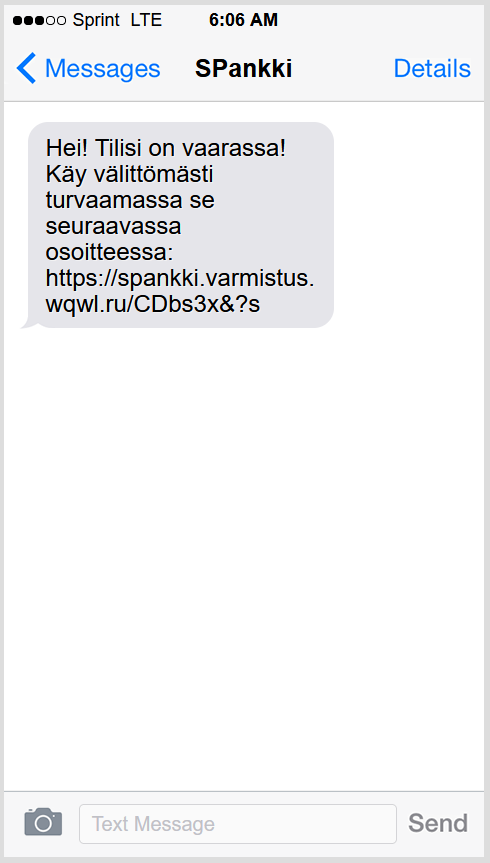 Sprint LTE 6:06 AM
Messages SPankki Details
Hei! Tilisi on vaarassa!
Käy välittömästi
turvaamassa se
seuraavassa
osoitteessa:
https://spankki.varmistus.
wqwl.ru/CDbs3x&?s
Text Message Send